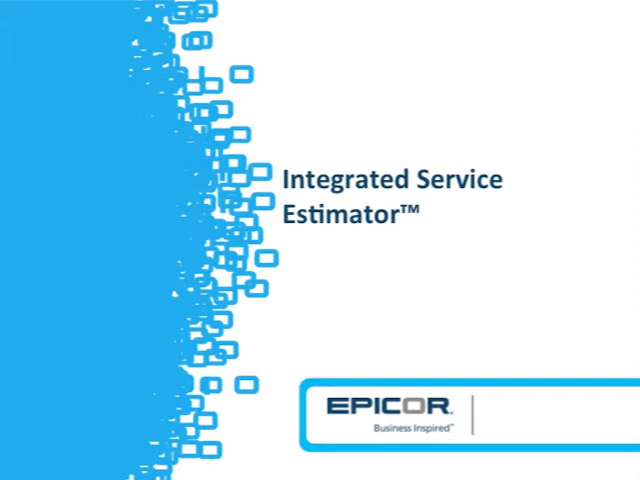 Integrated Service
Estimator™
EPICOR®
Business Inspired™